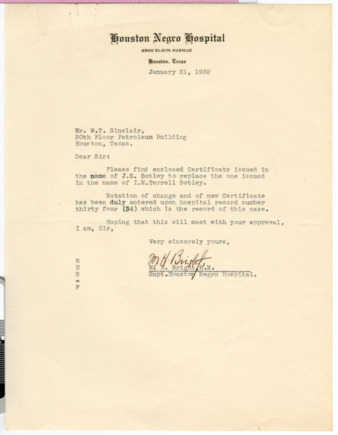 Houston Negro Hospital
2900 ELGIN AVENUE
Houston, Texas
January 21, 1932
Mr. W.T. Sinclair,
20th Floor Petroleum Building
Houston, Texas.
Dear Sir:
Please find enclosed Certificate issued in
the name of J.S. Botley to replace the one issued
in the name of I.M.Terrell Botley.
Notation of change and of new Certificate
has been duly entered upon hospital record number
thirty four (34) which is the record of this case.
Hoping that this will meet with your approval,
I am, Sir,
Very sincerely yours,
M H Bright
M. H. Bright R.N.
Supt.Houston Negro Hospital.
M
H
B
-
P